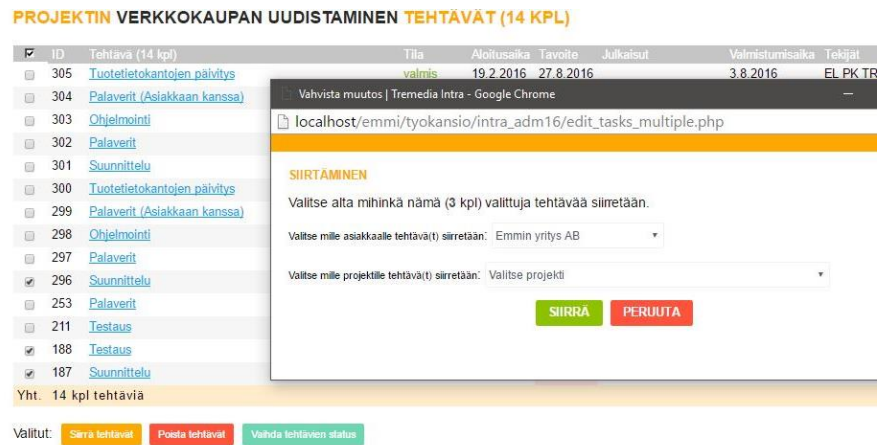 PROJEKTIN VERKKOKAUPAN UUDISTAMINEN TEHTÄVÄT (14 KPL)
ID Tehtävä (14 kpl) Tila Aloitusaika Tavoite Julkaisut Valmistumisaika Tekijät
305 Tuotetietokantojen päivitys valmis 19.2.2016 27.8.2016 3.8.2016 EL PK TR
304 Palaverit (Asiakkaan kanssa)
303 Ohjelmointi
302 Palaverit
301 Suunnittelu
300 Tuotetietokantojen päivitys
299 Palaverit (Asiakkaan kanssa)
298 Ohjelmointi
297 Palaverit
296 Suunnittelu
253 Palaverit
211 Testaus
188 Testaus
187 Suunnittelu
Yht. 14 kpl tehtäviä
Valitut: Siirrä tehtävät Poista tehtävät Vaihda tehtävien status
Vahvista muutos | Tremedia Intra - Google Chrome
localhost/emmi/tyokansio/intra_adm16/edit_tasks_multiple.php
SIIRTÄMINEN
Valitse alta mihinkä nämä (3 kpl) valittuja tehtävää siirretään.
Valitse mille asiakkaalle tehtävä(t) siirretään: Emmin yritys AB
Valitse mille projektille tehtävä(t) siirretään: Valitse projekti
SIIRRÄ PERUUTA